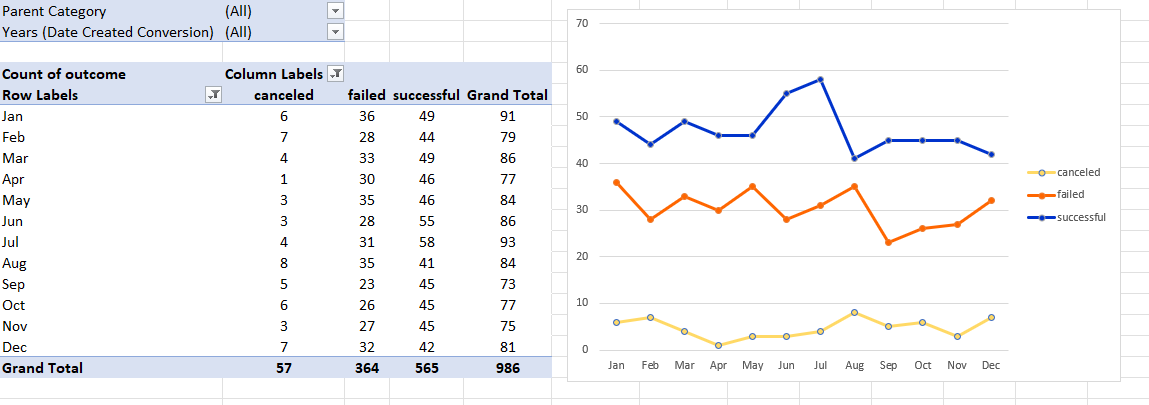 Parent Category (All)
Years (Date Created Conversion) (All)
Count of outcome Column Labels
Row Labels canceled failed successful Grand Total
Jan 6 36 49 91
Feb 7 28 44 79
Mar 4 33 49 86
Apr 1 30 46 77
May 3 35 46 84
Jun 3 28 55 86
Jul 4 31 58 93
Aug 8 35 41 84
Sep 5 23 45 73
Oct 6 26 45 77
Nov 3 27 45 75
Dec 7 32 42 81
Grand Total 57 364 565 986
70
60
50
40
30
20
10
0
Jan Feb Mar Apr May Jun Jul Aug Sep Oct Nov Dec
canceled
failed
successful